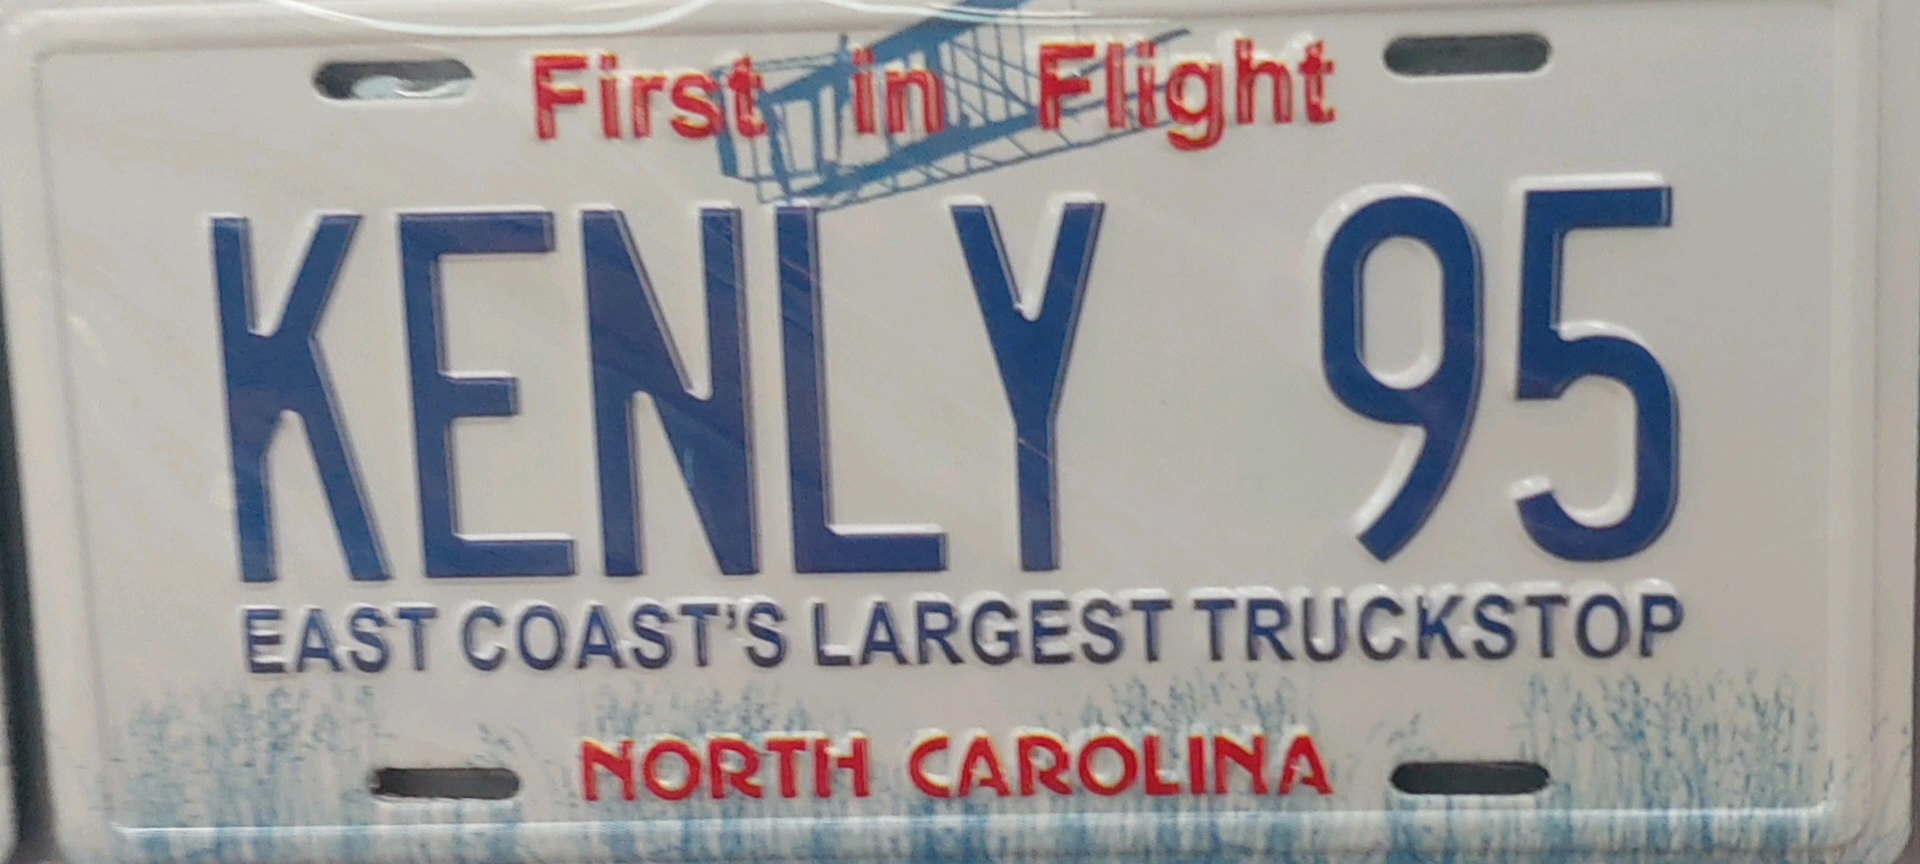 First in Flight
KENLY 95
EAST COAST'S LARGEST TRUCKSTOP
NORTH CAROLINA